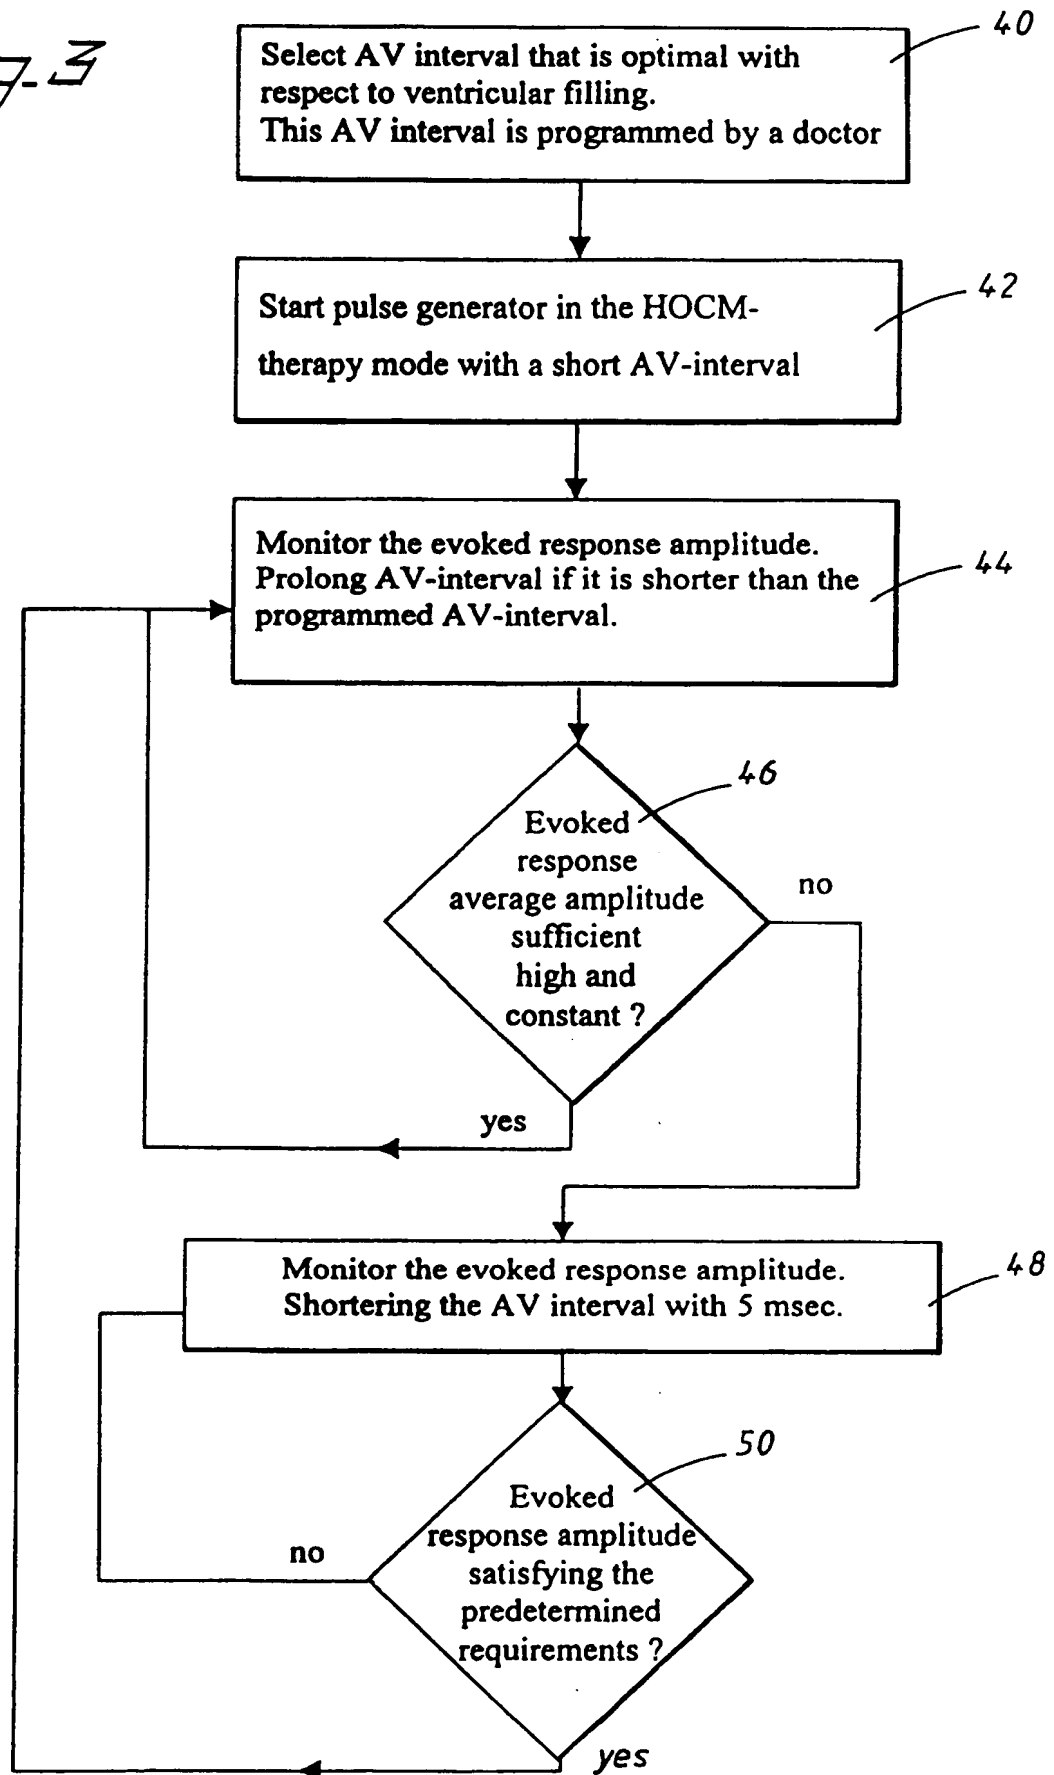 g-3
40
Select AV interval that is optimal with
respect to ventricular filling.
This AV interval is programmed by a doctor
42
Start pulse generator in the HOCM-
therapy mode with a short AV-interval
44
Monitor the evoked response amplitude.
Prolong AV-interval if it is shorter than the
programmed AV-interval.
46
Evoked
response
average amplitude
sufficient
high and
constant ?
no
yes
48
Monitor the evoked response amplitude.
Shortering the AV interval with 5 msec.
50
Evoked
response amplitude
satisfying the
predetermined
requirements ?
no
yes